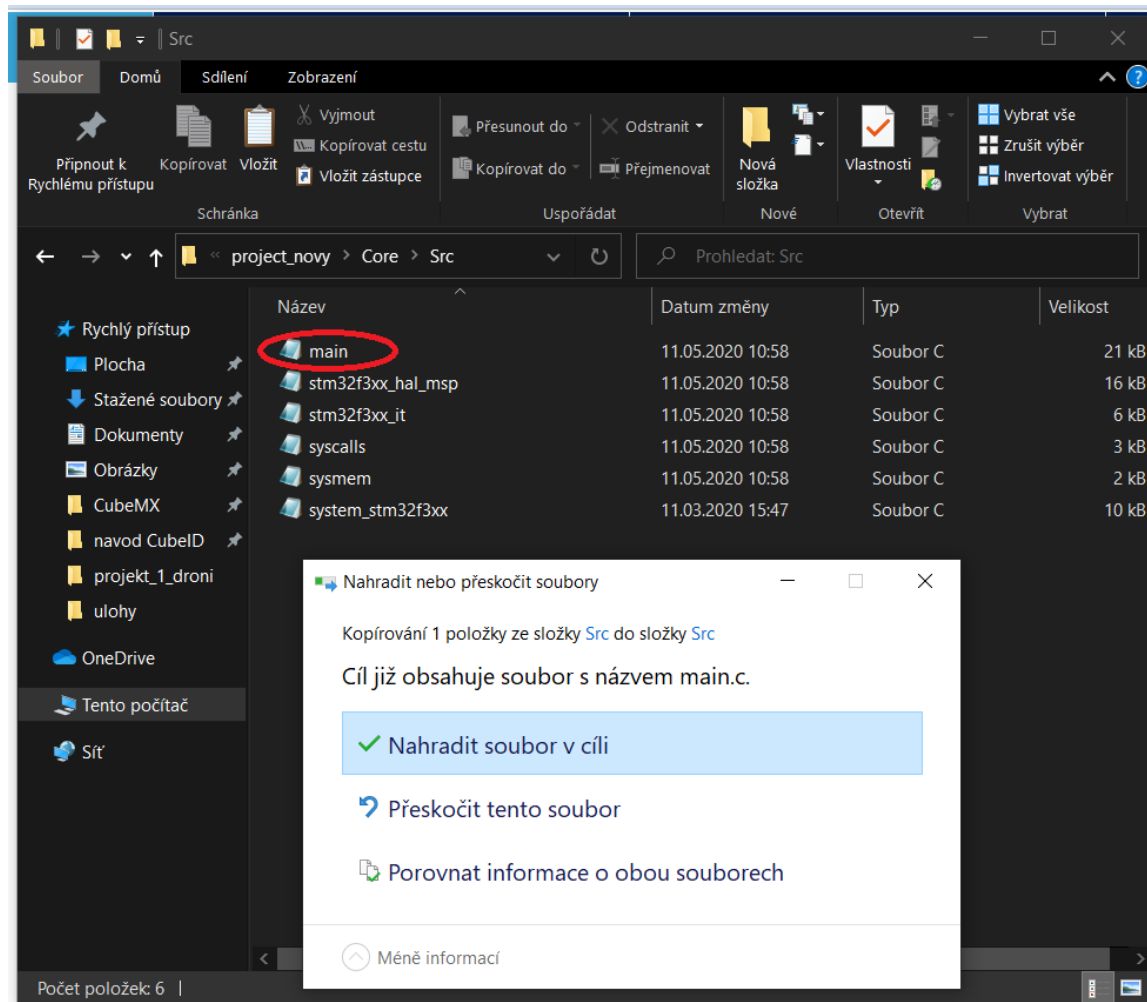 Src
Soubor Domů Sdílení Zobrazení
Připnout k
Rychlému přístupu
Kopírovat
Vložit
Vyjmout
Kopírovat cestu
Vložit zástupce
Schránka
Přesunout do
Kopírovat do
Odstranit
Přejmenovat
Uspořádat
Nová
složka
Nové
Vlastnosti
Otevřít
Vybrat vše
Zrušit výběr
Invertovat výběr
Vybrat
« project_novy > Core > Src
Prohledat: Src
Název Datum změny Typ Velikost
main 11.05.2020 10:58 Soubor C 21 kB
stm32f3xx_hal_msp 11.05.2020 10:58 Soubor C 16 kB
stm32f3xx_it 11.05.2020 10:58 Soubor C 6 kB
syscalls 11.05.2020 10:58 Soubor C 3 kB
sysmem 11.05.2020 10:58 Soubor C 2 kB
system_stm32f3xx 11.03.2020 15:47 Soubor C 10 kB
Rychlý přístup
Plocha
Stažené soubory
Dokumenty
Obrázky
CubeMX
navod CubeID
projekt_1_droni
ulohy
OneDrive
Tento počítač
Síť
Nahradit nebo přeskočit soubory
Kopírování 1 položky ze složky Src do složky Src
Cíl již obsahuje soubor s názvem main.c.
Nahradit soubor v cíli
Přeskočit tento soubor
Porovnat informace o obou souborech
Méně informací
Počet položek: 6